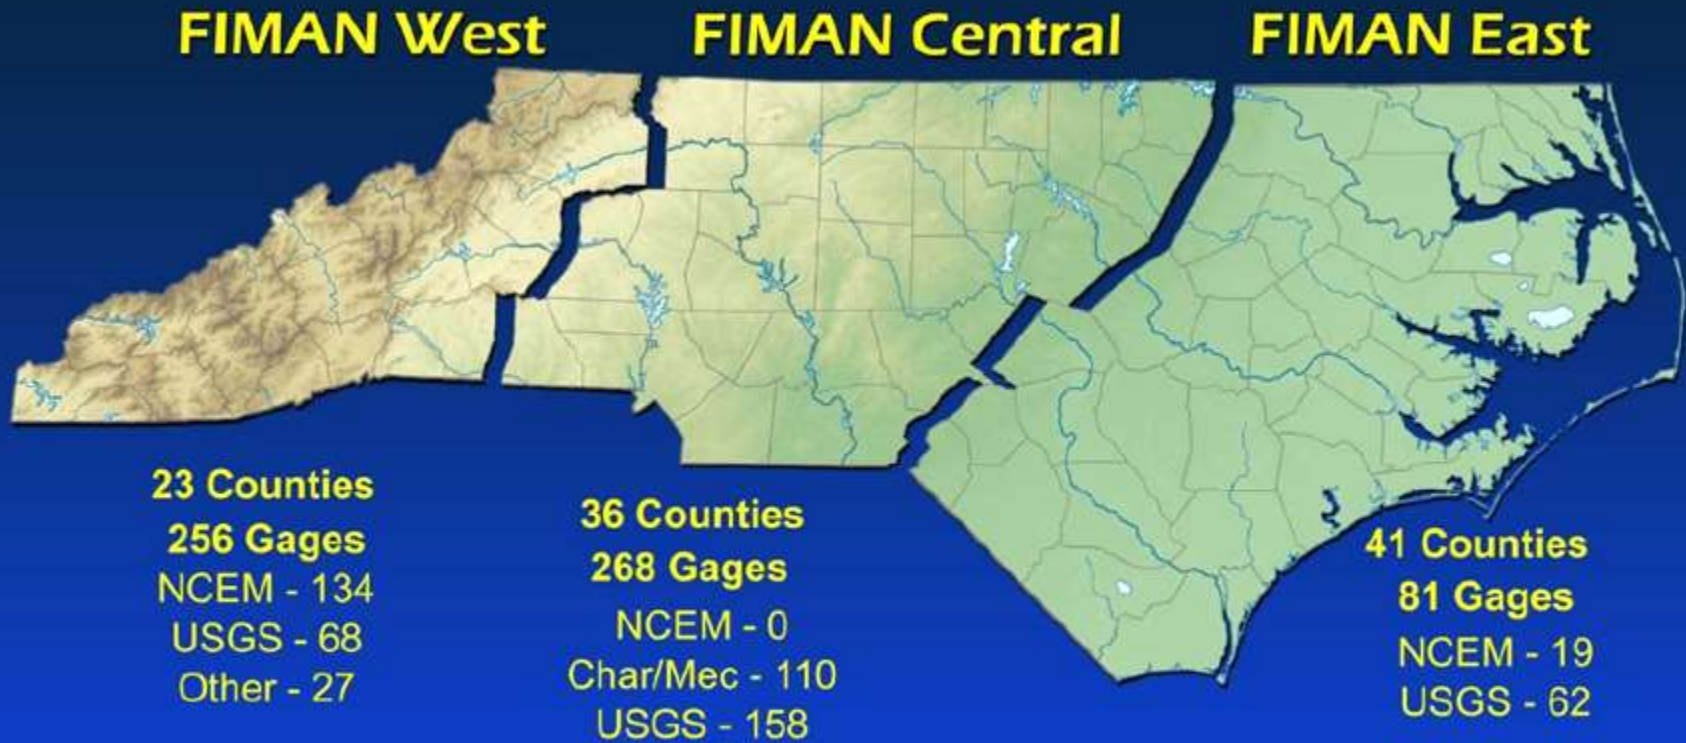 FIMAN West
FIMAN Central
FIMAN East
23 Counties
256 Gages
NCEM - 134
USGS - 68
Other - 27
36 Counties
268 Gages
NCEM - 0
Char/Mec - 110
USGS - 158
41 Counties
81 Gages
NCEM - 19
USGS - 62